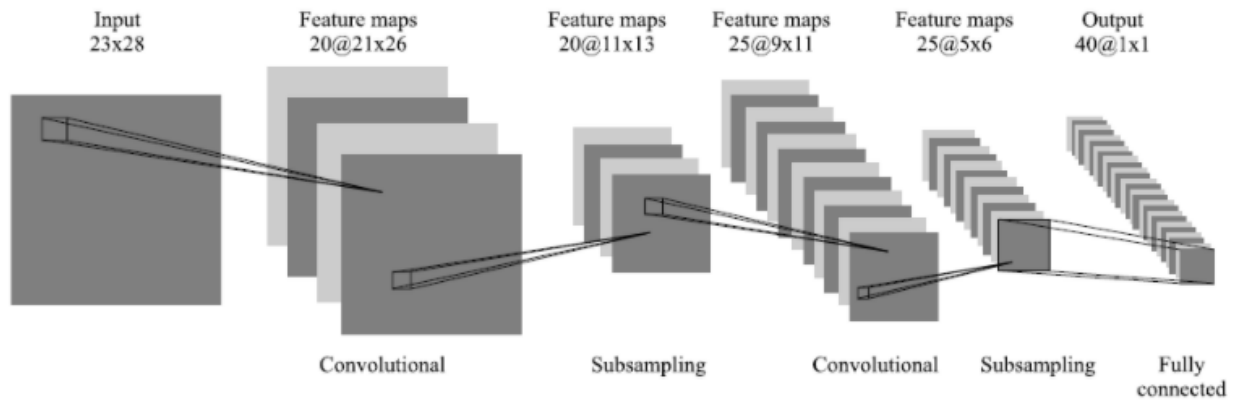 Input
23x28
Feature maps
20@21x26
Feature maps
20@11x13
Feature maps
25@9x11
Feature maps
25@5x6
Output
40@1x1
Convolutional
Subsampling
Convolutional
Subsampling
Fully
connected